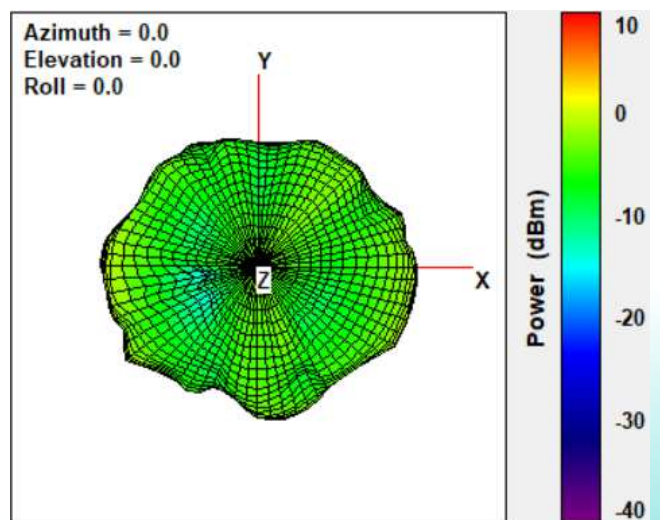 Azimuth = 0.0
Elevation = 0.0
Roll = 0.0
Y
X
Z
Power (dBm)
10
0
-10
-20
-30
-40